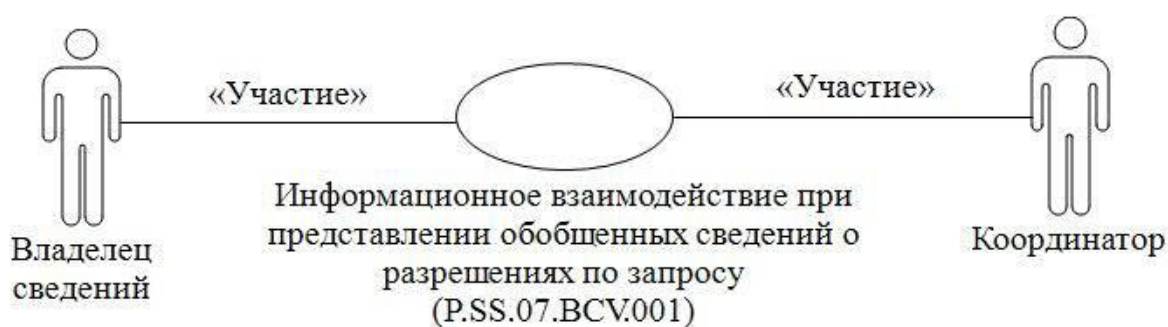 «Участие»
«Участие»
Информационное взаимодействие при
представлении обобщенных сведений о
разрешениях по запросу
(P.SS.07.BCV.001)
Владелец
сведений
Координатор